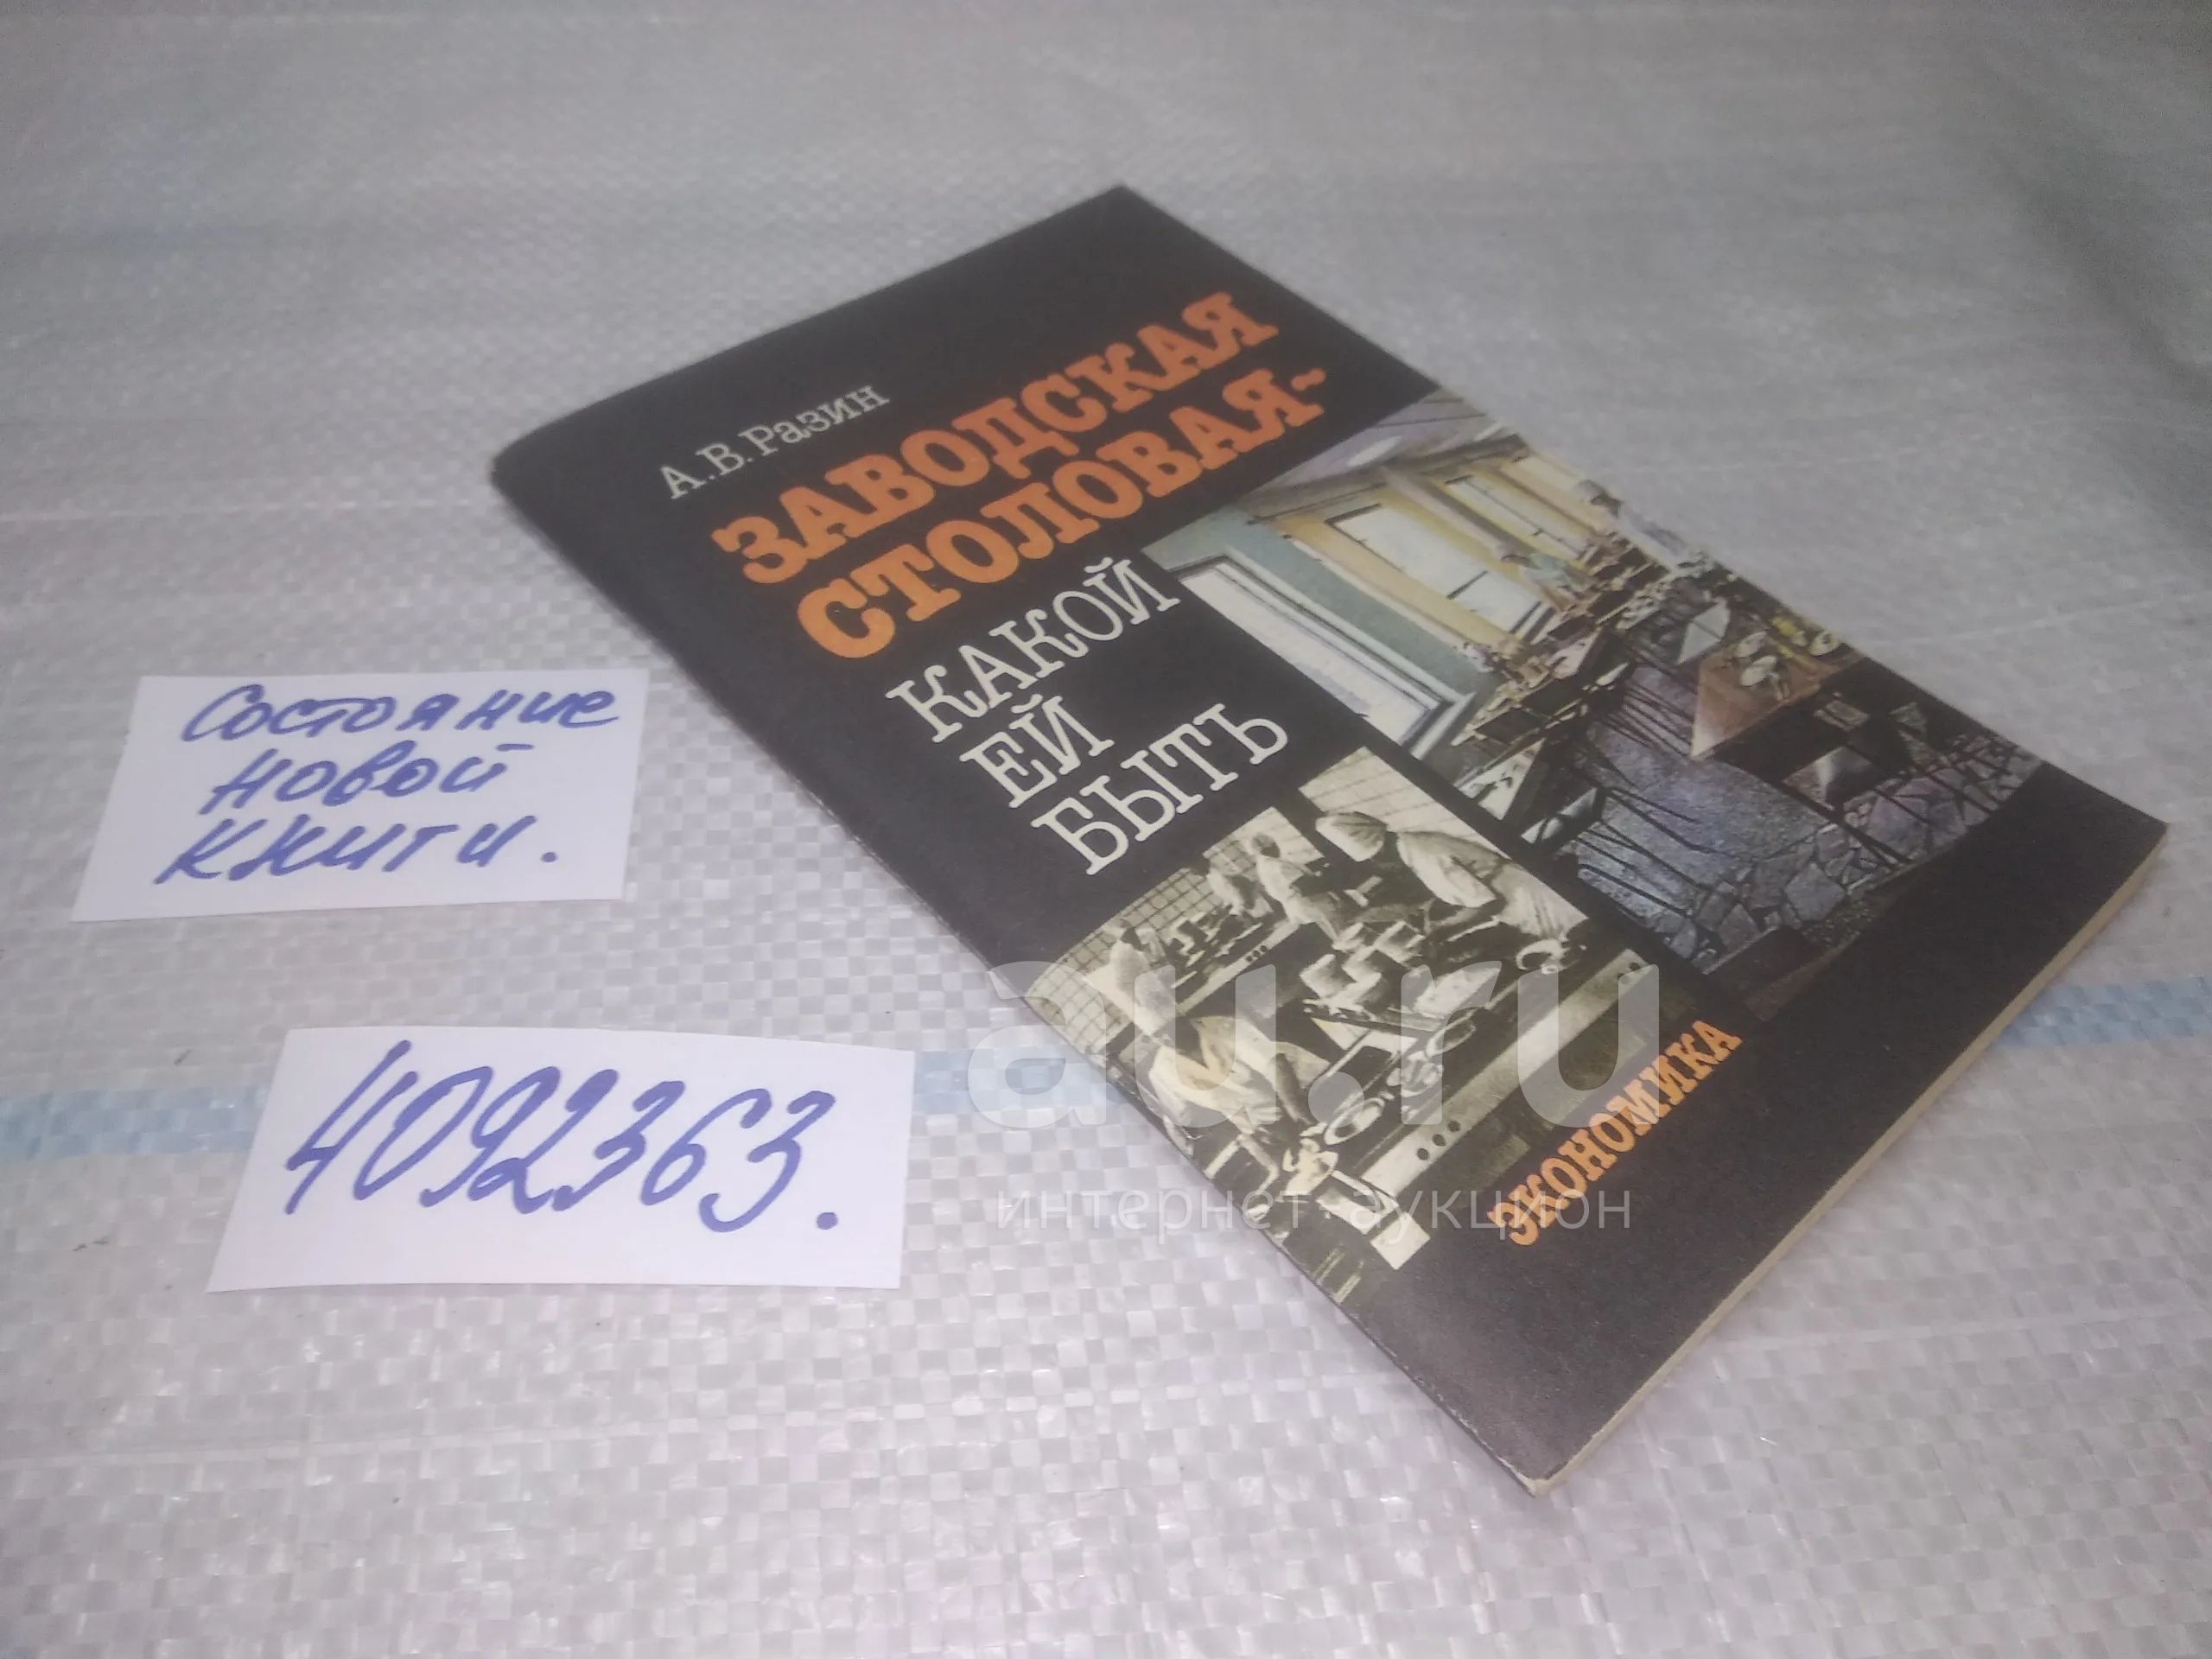 А.В. Разин
ЗАВОДСКАЯ
СТОЛОВАЯ-
КАКОЙ
ЕЙ
БЫТЬ
ЭКОНОМИКА
Состояние
новой
книги.
4092363.
au.ru
интернет-аукцион